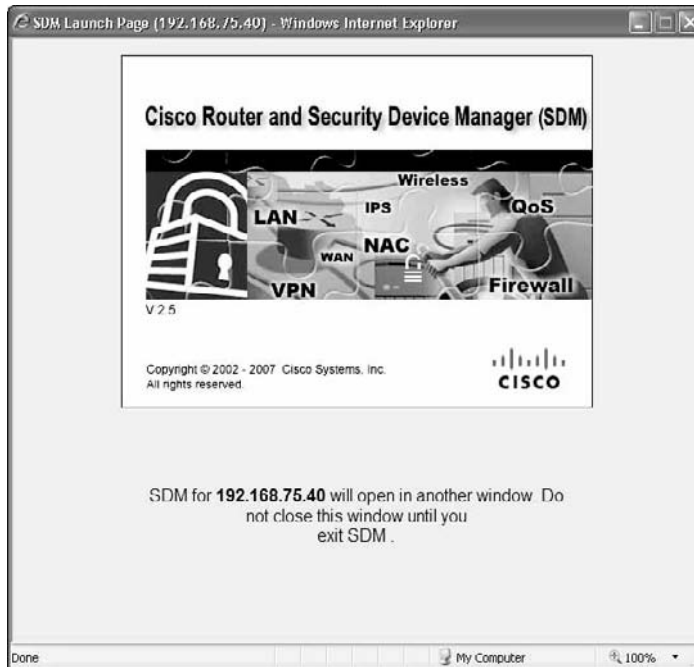 SDM Launch Page (192.168.75.40) - Windows Internet Explorer
Cisco Router and Security Device Manager (SDM)
Wireless
LAN
IPS
QoS
WAN
NAC
VPN
Firewall
V 2.5
Copyright © 2002 - 2007 Cisco Systems, Inc.
All rights reserved.
CISCO
SDM for 192.168.75.40 will open in another window. Do
not close this window until you
exit SDM .
Done
My Computer
100%